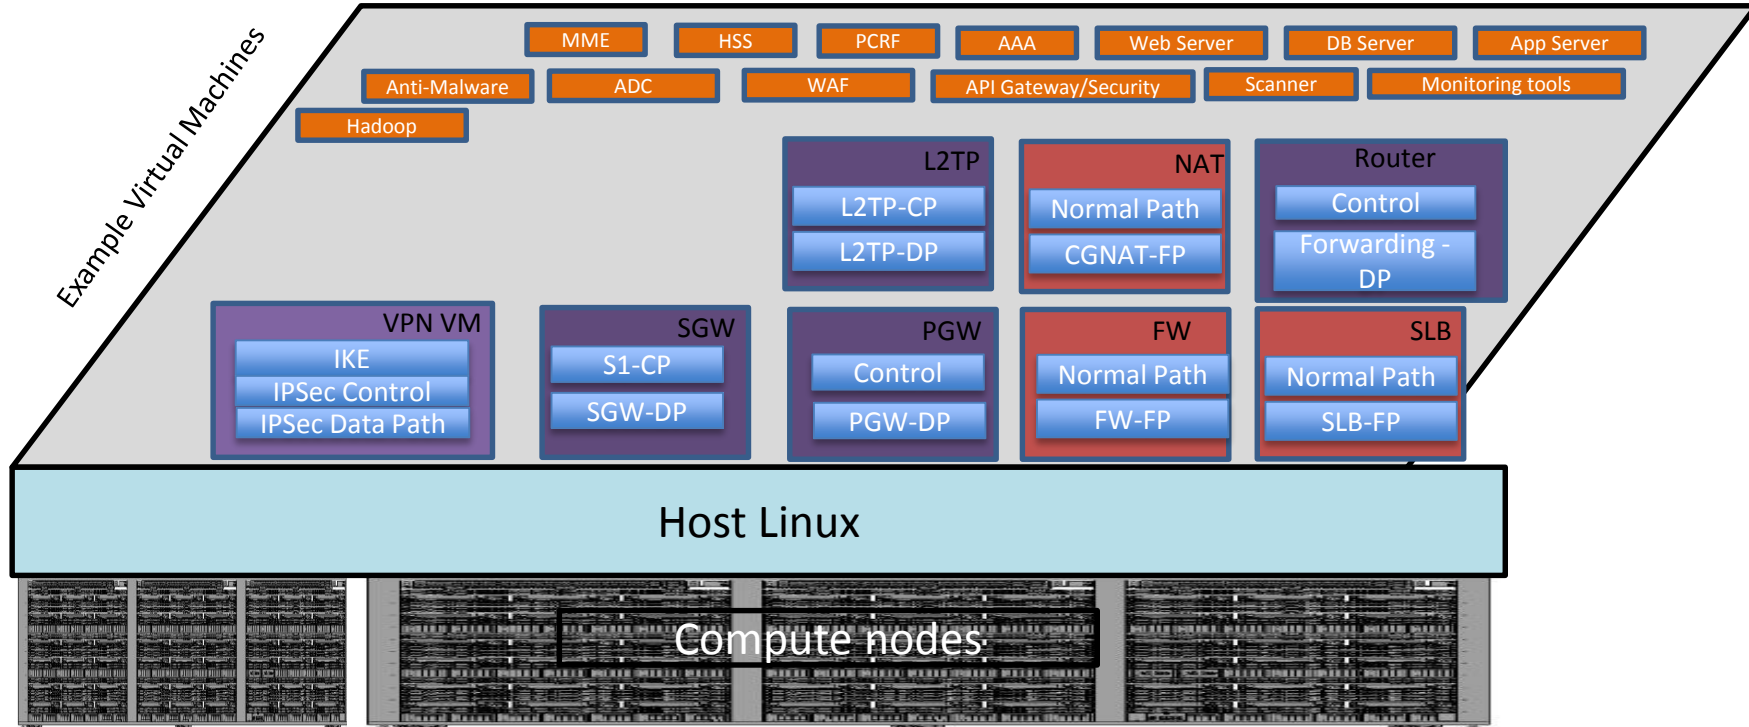 Example Virtual Machines
MME
HSS
PCRF
AAA
Web Server
DB Server
App Server
Anti-Malware
ADC
WAF
API Gateway/Security
Scanner
Monitoring tools
Hadoop
L2TP
L2TP-CP
L2TP-DP
NAT
Normal Path
CGNAT-FP
Router
Control
Forwarding -
DP
VPN VM
IKE
IPSec Control
IPSec Data Path
SGW
S1-CP
SGW-DP
PGW
Control
PGW-DP
FW
Normal Path
FW-FP
SLB
Normal Path
SLB-FP
Host Linux
Compute nodes